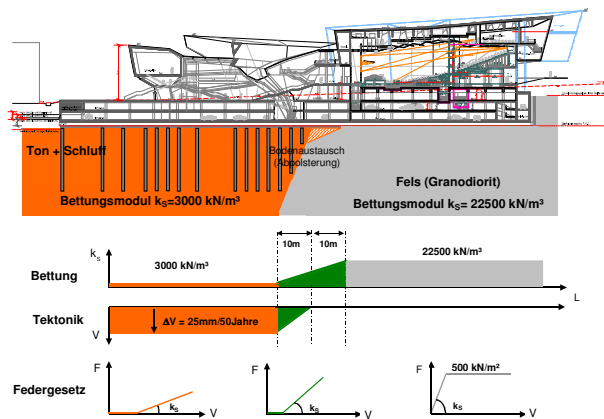 Ton + Schluff
Bodenaustausch
(Abpolsterung)
Fels (Granodiorit)
Bettungsmodul kS=3000 kN/m³
Bettungsmodul kS= 22500 kN/m³
10m
10m
ks
3000 kN/m³
22500 kN/m³
Bettung
L
Tektonik
ΔV = 25mm/50Jahre
V
F
F
F
500 kN/m²
Federgesetz
kS
V
kS
V
kS
V